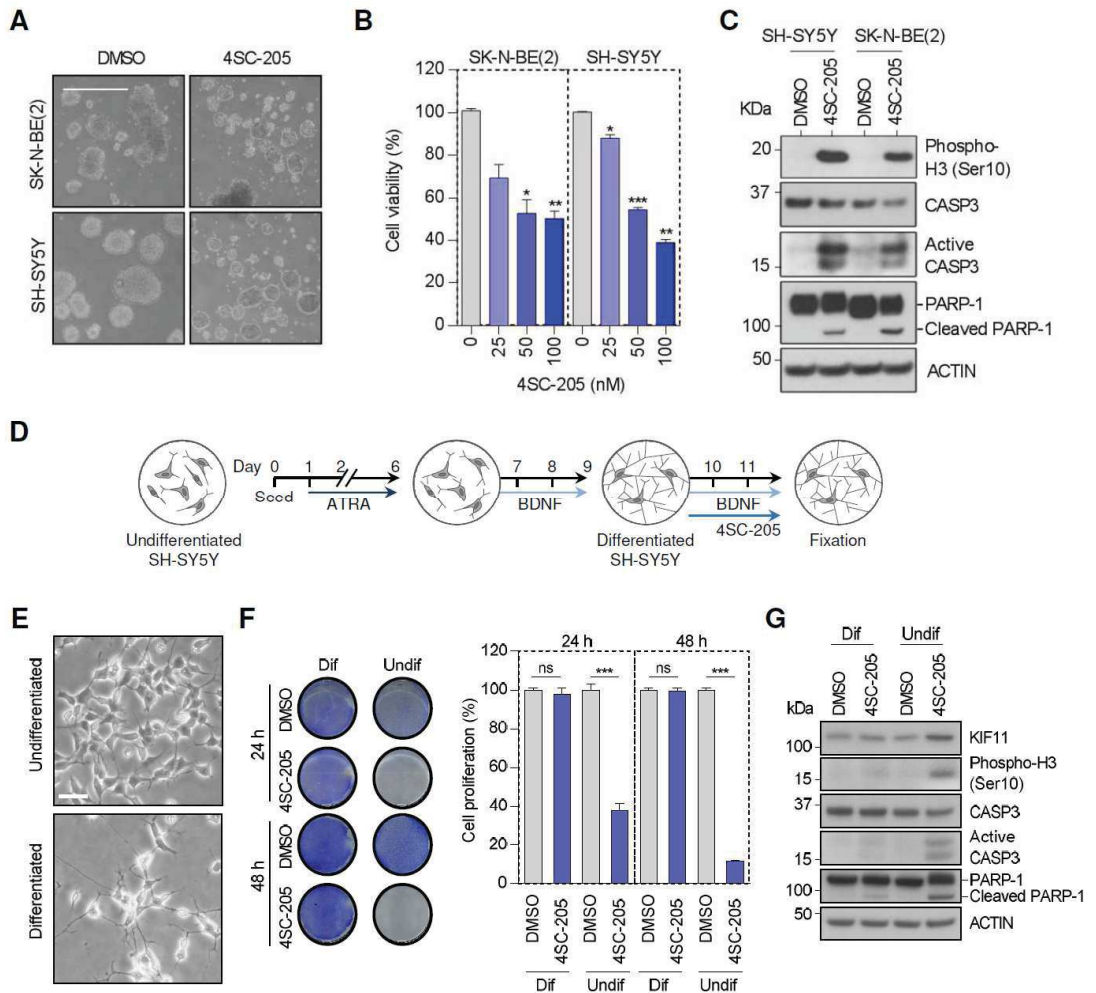 A
DMSO
4SC-205
SK-N-BE(2)
SH-SY5Y
B
SK-N-BE(2)
SH-SY5Y
Cell viability (%)
120
100
80
60
40
20
0
*
**
*
***
**
0
25
50
100
0
25
50
100
4SC-205 (nM)
C
SH-SY5Y
SK-N-BE(2)
KDa
DMSO
4SC-205
DMSO
4SC-205
20
Phospho-
H3 (Ser10)
37
CASP3
Active
15
CASP3
PARP-1
100
Cleaved PARP-1
50
ACTIN
D
Day
0
1
2
6
7
8
9
10
11
Seed
ATRA
BDNF
BDNF
4SC-205
Undifferentiated
SH-SY5Y
Differentiated
SH-SY5Y
Fixation
E
Undifferentiated
Differentiated
F
Dif
Undif
24 h
DMSO
4SC-205
48 h
DMSO
4SC-205
24 h
48 h
Cell proliferation (%)
120
100
80
60
40
20
0
ns
***
ns
***
DMSO
4SC-205
DMSO
4SC-205
DMSO
4SC-205
DMSO
4SC-205
Dif
Undif
Dif
Undif
G
Dif
Undif
kDa
DMSO
4SC-205
DMSO
4SC-205
100
KIF11
15
Phospho-H3
(Ser10)
37
CASP3
Active
15
CASP3
PARP-1
100
Cleaved PARP-1
50
ACTIN